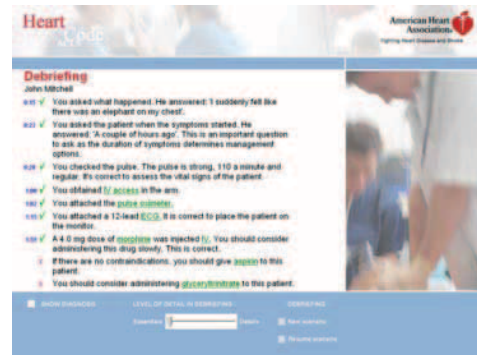 Heart
Code
American Heart
Association
Fighting Heart Disease and Stroke
Debriefing
John Mitchell
You asked what happened. He answered: 'I suddenly felt like
there was an elephant on my chest'.
You asked the patient when the symptoms started. He
answered: 'A couple of hours ago'. This is an important question
to ask as the duration of symptoms determines management
options.
You checked the pulse. The pulse is strong, 110 a minute and
regular. It's correct to assess the vital signs of the patient.
You obtained IV access in the arm.
You attached the pulse oximeter.
You attached a 12-lead ECG. It is correct to place the patient on
the monitor.
A 4.0 mg dose of morphine was injected IV. You should consider
administering this drug slowly. This is correct.
If there are no contraindications, you should give aspirin to this
patient.
You should consider administering glyceryltrinitrate to this patient.
SHOW DIAGNOSIS
LEVEL OF DETAIL IN DEBRIEFING
DEBRIEFING
Essentials
Details
New scenario
Resume scenario